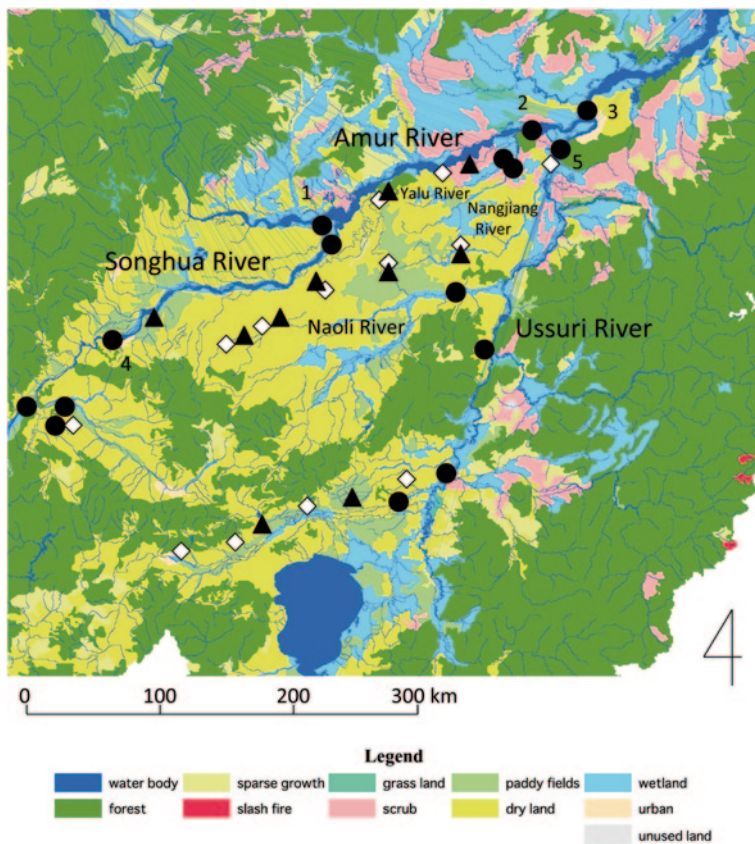 2
3
Amur River
5
1
Yalu River
Nangjiang
River
Songhua River
Naoli River
Ussuri River
4
0 100 200 300 km
Legend
water body sparse growth grass land paddy fields wetland
forest slash fire scrub dry land urban
unused land